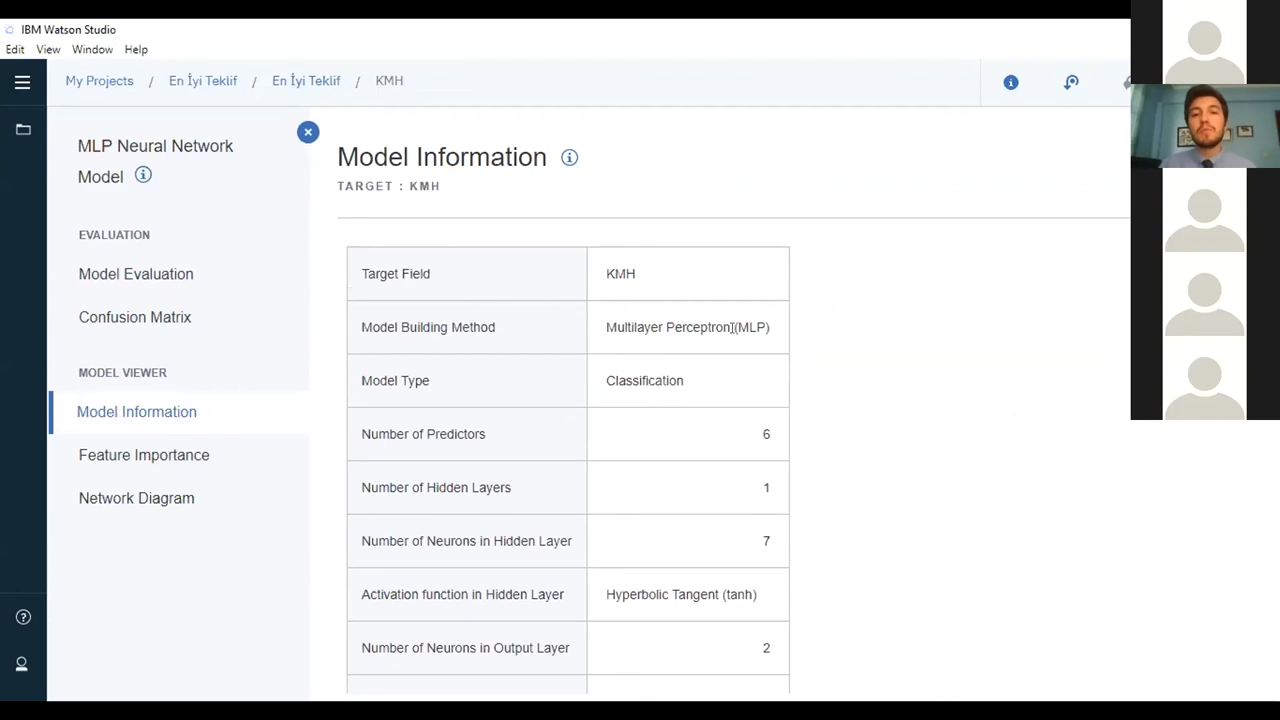 IBM Watson Studio
Edit View Window Help
My Projects / En İyi Teklif / En İyi Teklif / KMH
MLP Neural Network
Model
EVALUATION
Model Evaluation
Confusion Matrix
MODEL VIEWER
Model Information
Feature Importance
Network Diagram
Model Information
TARGET : KMH
Target Field KMH
Model Building Method Multilayer Perceptron (MLP)
Model Type Classification
Number of Predictors 6
Number of Hidden Layers 1
Number of Neurons in Hidden Layer 7
Activation function in Hidden Layer Hyperbolic Tangent (tanh)
Number of Neurons in Output Layer 2